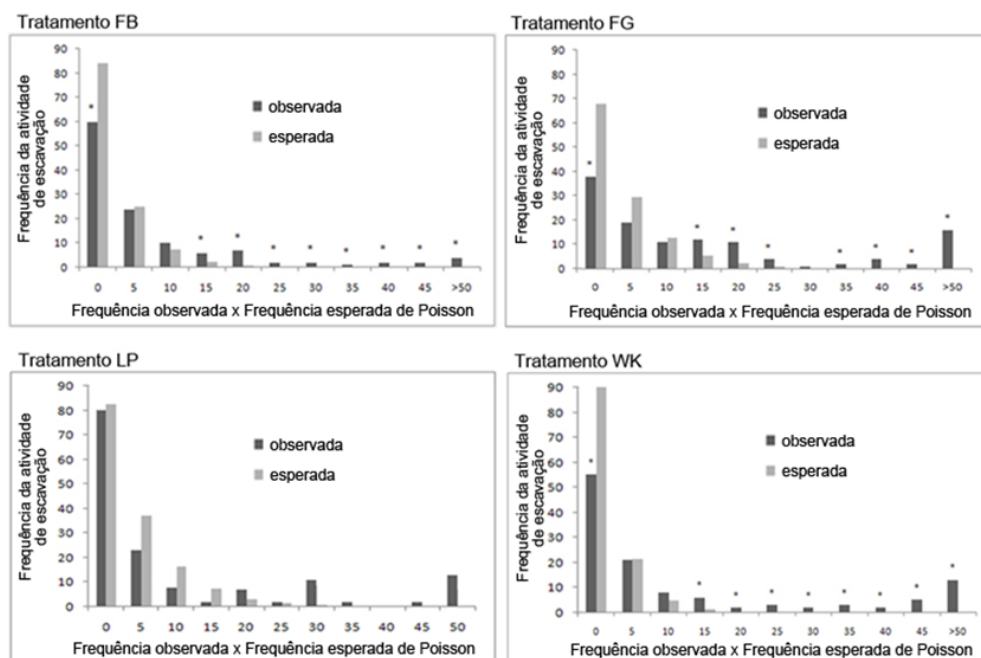 Tratamento FB
Frequência da atividade
de escavação
90
80
70
60
50
40
30
20
10
0
*
* * * * * * * *
observada
esperada
0 5 10 15 20 25 30 35 40 45 >50
Frequência observada x Frequência esperada de Poisson
Tratamento FG
Frequência da atividade
de escavação
90
80
70
60
50
40
30
20
10
0
*
* * * * * * *
observada
esperada
0 5 10 15 20 25 30 35 40 45 >50
Frequência observada x Frequência esperada de Poisson
Tratamento LP
Frequência da atividade
de escavação
90
80
70
60
50
40
30
20
10
0
observada
esperada
0 5 10 15 20 25 30 35 40 45 50
Frequência observada x Frequência esperada de Poisson
Tratamento WK
Frequência da atividade
de escavação
90
80
70
60
50
40
30
20
10
0
*
* * * * * * * *
observada
esperada
0 5 10 15 20 25 30 35 40 45 >50
Frequência observada x Frequência esperada de Poisson